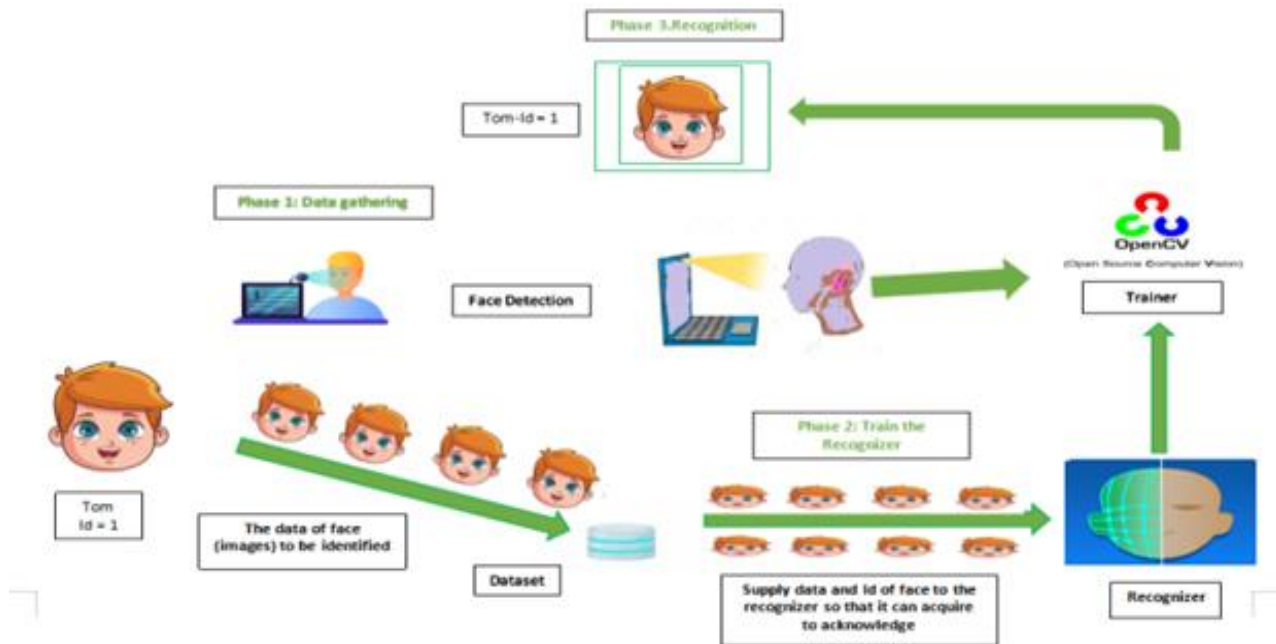 Phase 3.Recognition
Tom-Id = 1
Phase 1: Data gathering
OpenCV
(Open Source Computer Vision)
Face Detection
Trainer
Phase 2: Train the
Recognizer
Tom
Id = 1
The data of face
(images) to be identified
Dataset
Supply data and Id of face to the
recognizer so that it can acquire
to acknowledge
Recognizer